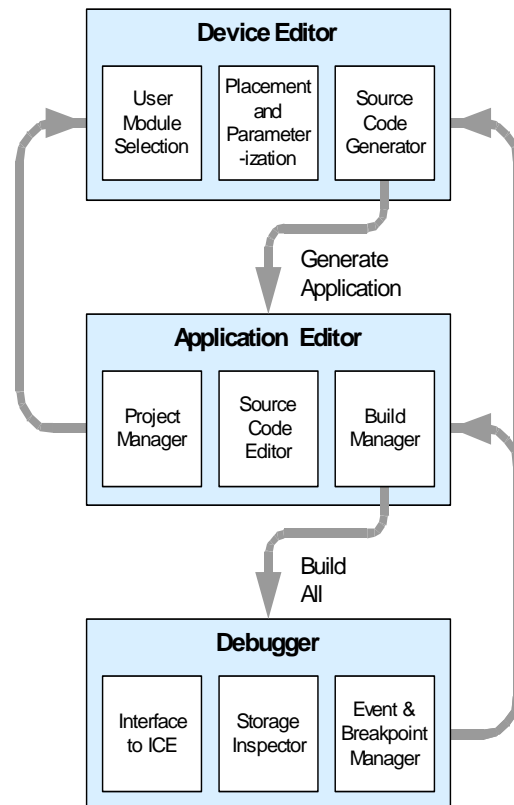 Device Editor
User
Module
Selection
Placement
and
Parameter
-ization
Source
Code
Generator
Generate
Application
Application Editor
Project
Manager
Source
Code
Editor
Build
Manager
Build
All
Debugger
Interface
to ICE
Storage
Inspector
Event &
Breakpoint
Manager